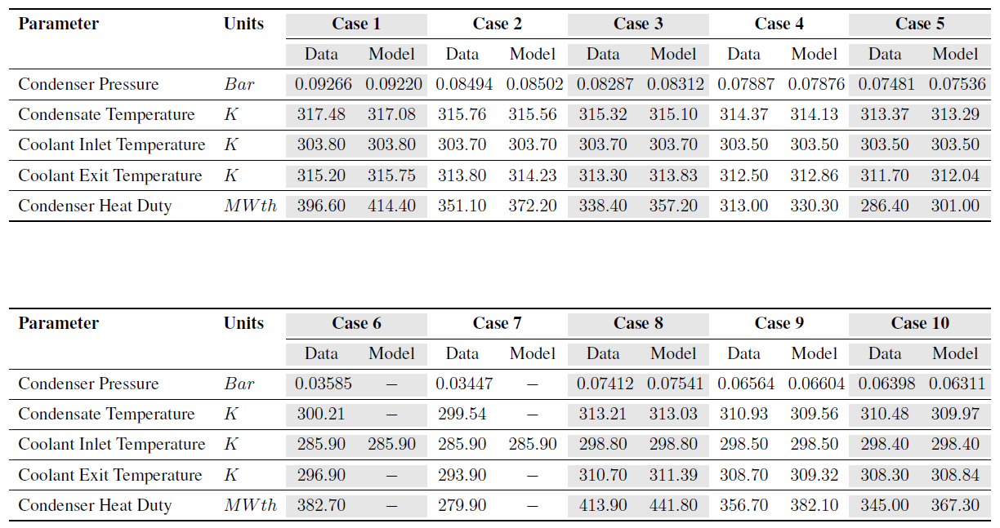 Parameter Units Case 1 Case 2 Case 3 Case 4 Case 5
Data Model Data Model Data Model Data Model Data Model
Condenser Pressure Bar 0.09266 0.09220 0.08494 0.08502 0.08287 0.08312 0.07887 0.07876 0.07481 0.07536
Condensate Temperature K 317.48 317.08 315.76 315.56 315.32 315.10 314.37 314.13 313.37 313.29
Coolant Inlet Temperature K 303.80 303.80 303.70 303.70 303.70 303.70 303.50 303.50 303.50 303.50
Coolant Exit Temperature K 315.20 315.75 313.80 314.23 313.30 313.83 312.50 312.86 311.70 312.04
Condenser Heat Duty MWth 396.60 414.40 351.10 372.20 338.40 357.20 313.00 330.30 286.40 301.00
Parameter Units Case 6 Case 7 Case 8 Case 9 Case 10
Data Model Data Model Data Model Data Model Data Model
Condenser Pressure Bar 0.03585 – 0.03447 – 0.07412 0.07541 0.06564 0.06604 0.06398 0.06311
Condensate Temperature K 300.21 – 299.54 – 313.21 313.03 310.93 309.56 310.48 309.97
Coolant Inlet Temperature K 285.90 285.90 285.90 285.90 298.80 298.80 298.50 298.50 298.40 298.40
Coolant Exit Temperature K 296.90 – 293.90 – 310.70 311.39 308.70 309.32 308.30 308.84
Condenser Heat Duty MWth 382.70 – 279.90 – 413.90 441.80 356.70 382.10 345.00 367.30